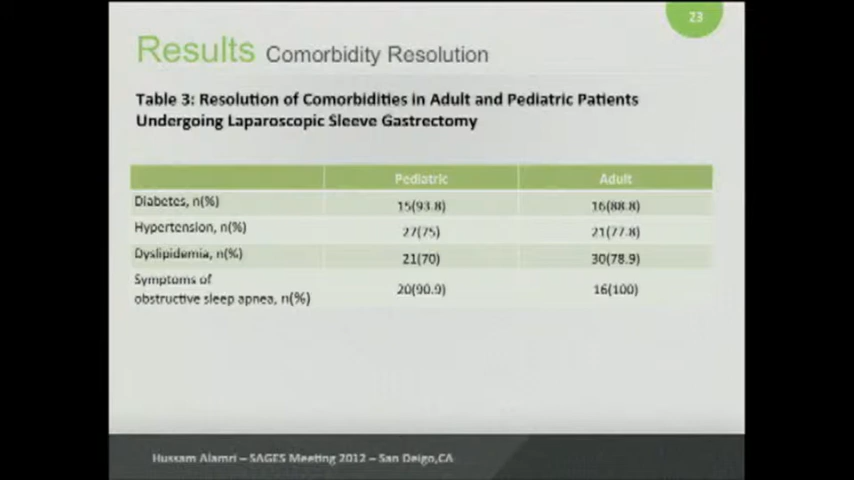 23
Results Comorbidity Resolution
Table 3: Resolution of Comorbidities in Adult and Pediatric Patients
Undergoing Laparoscopic Sleeve Gastrectomy
Pediatric Adult
Diabetes, n(%) 15(93.8) 16(88.8)
Hypertension, n(%) 27(75) 21(77.8)
Dyslipidemia, n(%) 21(70) 30(78.9)
Symptoms of
obstructive sleep apnea, n(%) 20(90.9) 16(100)
Hussam Alamri – SAGES Meeting 2012 – San Deigo,CA